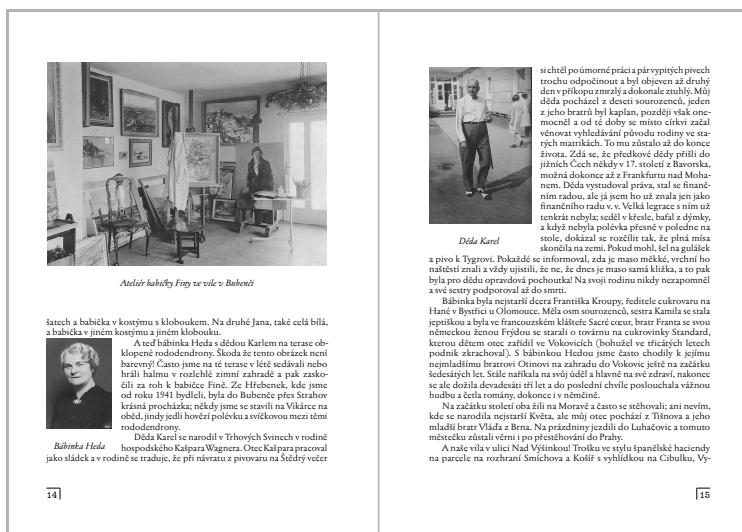 Ateliér babičky Finy ve vile v Bubenči
šatech a babička v kostýmu s kloboukem. Na druhé Jana, také celá bílá,
a babička v jiném kostýmu a jiném klobouku.
A teď bábinka Heda s dědou Karlem na terase ob-
klopené rododendrony. Škoda že tento obrázek není
barevný! Často jsme na té terase v létě sedávali nebo
hráli halmu v rozlehlé zimní zahradě a pak zasko-
čili za roh k babičce Fině. Ze Hřebenek, kde jsme
od roku 1941 bydleli, byla do Bubenče přes Strahov
krásná procházka; někdy jsme se stavili na Vikárce na
oběd, jindy jedli hovězí polévku a svíčkovou mezi těmi
rododendrony.
Děda Karel se narodil v Trhových Svinech v rodině
Bábinka Heda
hospodského Kašpara Wagnera. Otec Kašpara pracoval
jako sládek a v rodině se traduje, že při návratu z pivovaru na Štědrý večer
14
si chtěl po úmorné práci a pár vypitých pivech
trochu odpočinout a byl objeven až druhý
den v příkopu zmrzlý a dokonale ztuhlý. Můj
děda pocházel z deseti sourozenců, jeden
z jeho bratrů byl kaplan, později však one-
mocněl a od té doby se místo církvi začal
věnovat vyhledávání původu rodiny ve sta-
rých matrikách. To mu zůstalo až do konce
života. Zdá se, že předkové dědy přišli do
jižních Čech někdy v 17. století z Bavorska,
možná dokonce až z Frankfurtu nad Moha-
nem. Děda vystudoval práva, stal se finanč-
ním radou, ale já jsem ho už znala jen jako
finančního radu v. v. Velká legrace s ním už
tenkrát nebyla; seděl v křesle, bafal z dýmky,
a když nebyla polévka přesně v poledne na
stole, dokázal se rozčílit tak, že plná mísa
skončila na zemi. Pokud mohl, šel na gulášek
Děda Karel
a pivo k Tygrovi. Pokaždé se informoval, zda je maso měkké, vrchní ho
naštěstí znali a vždy ujistili, že ne, že dnes je maso samá kližka, a to pak
byla pro dědu opravdová pochoutka! Na svoji rodinu nikdy nezapomněl
a své sestry podporoval až do smrti.
Bábinka byla nejstarší dcera Františka Kroupy, ředitele cukrovaru na
Hané v Bystřici u Olomouce. Měla osm sourozenců, sestra Kamila se stala
jeptiškou a byla ve francouzském klášteře Sacré cœur, bratr Franta se svou
německou ženou Frýdou se starali o továrnu na cukrovinky Standard,
kterou dětem otec zařídil ve Vokovicích (bohužel ve třicátých letech
podnik zkrachoval). S bábinkou Hedou jsme často chodily k jejímu
nejmladšímu bratrovi Otinovi na zahradu do Vokovic ještě na začátku
šedesátých let. Stále naříkala na svůj úděl a hlavně na své zdraví, nakonec
se ale dožila devadesáti tří let a do poslední chvíle poslouchala vážnou
hudbu a četla romány, dokonce i v němčině.
Na začátku století oba žili na Moravě a často se stěhovali; ani nevím,
kde se narodila nejstarší Květa, ale můj otec pochází z Tišnova a jeho
mladší bratr Vláďa z Brna. Na prázdniny jezdili do Luhačovic a tomuto
městečku zůstali věrni i po přestěhování do Prahy.
A naše vila v ulici Nad Výšinkou! Trošku ve stylu španělské haciendy
na parcele na rozhraní Smíchova a Košíř s vyhlídkou na Cibulku, Vy-
15